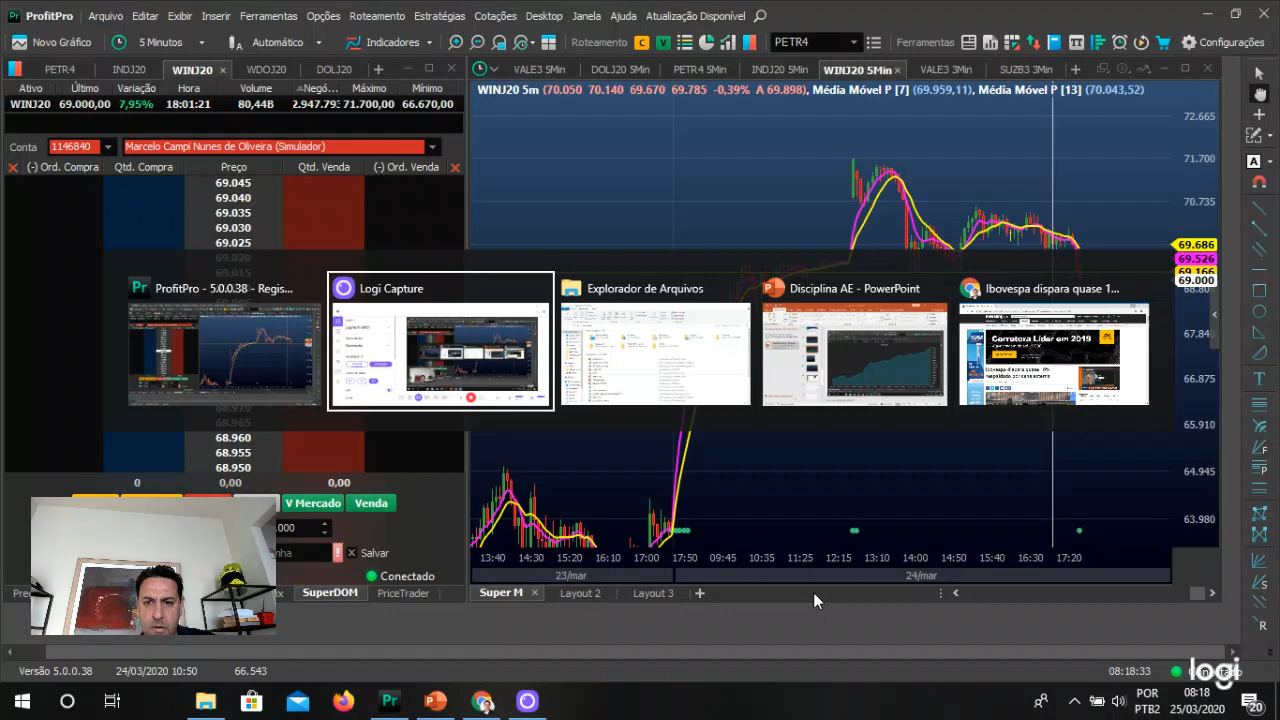 ProfitPro Arquivo Editar Exibir Inserir Ferramentas Opções Roteamento Estratégias Cotações Desktop Janela Ajuda Atualização Disponível
Novo Gráfico 5 Minutos Automático Indicadores Roteamento C V PETR4 Ferramentas Configurações
PETR4 INDJ20 WINJ20 WDOJ20 DOLJ20
VALE3 5Min DOLJ20 5Min PETR4 5Min INDJ20 5Min WINJ20 5Min VALE3 3Min SUZB3 3Min
Ativo Último Variação Hora Volume Negó... Máximo Mínimo
WINJ20 69.000,00 7,95% 18:01:21 80,44B 2.947.793 71.700,00 66.670,00
WINJ20 5m (70.050 70.140 69.670 69.785 -0,39% A 69.898), Média Móvel P [7] (69.959,11), Média Móvel P [13] (70.043,52)
Conta 1146840 Marcelo Campi Nunes de Oliveira (Simulador)
(-) Ord. Compra Qtd. Compra Preço Qtd. Venda (-) Ord. Venda
69.045
69.040
69.035
69.030
69.025
69.020
69.015
72.665
71.700
70.735
69.686
69.526
69.166
69.000
ProfitPro - 5.0.0.38 - Regis...
Logi Capture
Explorador de Arquivos
Disciplina AE - PowerPoint
Ibovespa dispara quase 1...
Corretora Líder em 2019
67.84
66.875
65.910
64.945
63.980
68.970
68.965
68.960
68.955
68.950
0 0,00 0,00
V Mercado Venda
.000
Salvar
Conectado
SuperDOM PriceTrader
13:40 14:30 15:20 16:10 17:00 17:50 09:45 10:35 11:25 12:15 13:10 14:00 14:50 15:40 16:30 17:20
23/mar 24/mar
Super M Layout 2 Layout 3
Versão 5.0.0.38 24/03/2020 10:50 66.543 08:18:33
logi
POR
PTB2
08:18
25/03/2020
20